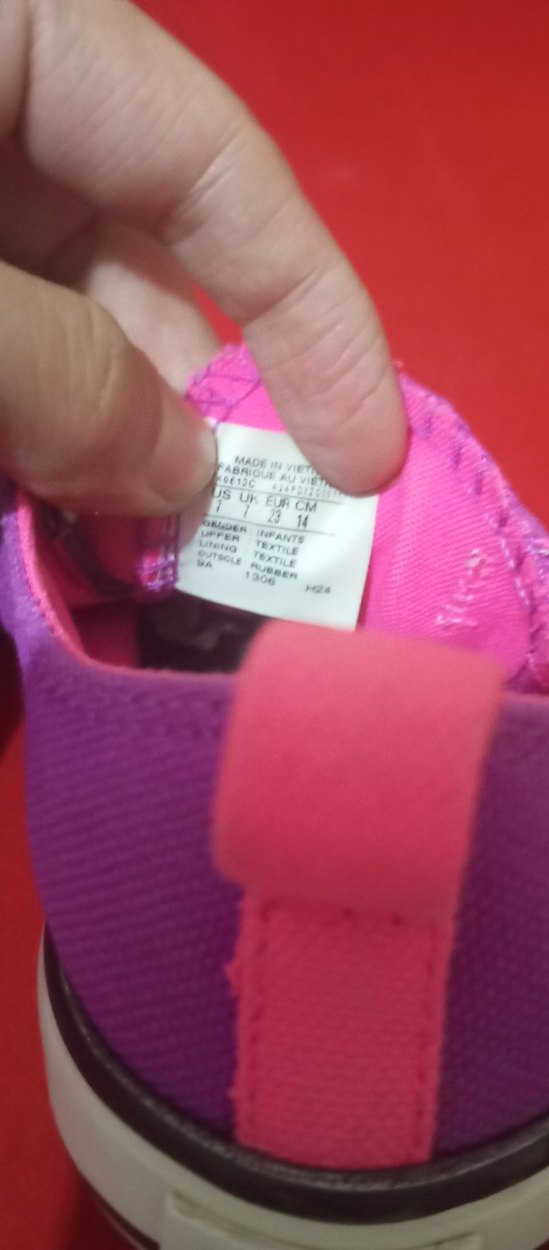 MADE IN VIET
FABRIQUE AU VIET
US UK EUR CM
7 7 23 14
GENDER : INFANTS
UPPER : TEXTILE
LINING : TEXTILE
OUTSOLE : RUBBER
1306 H24